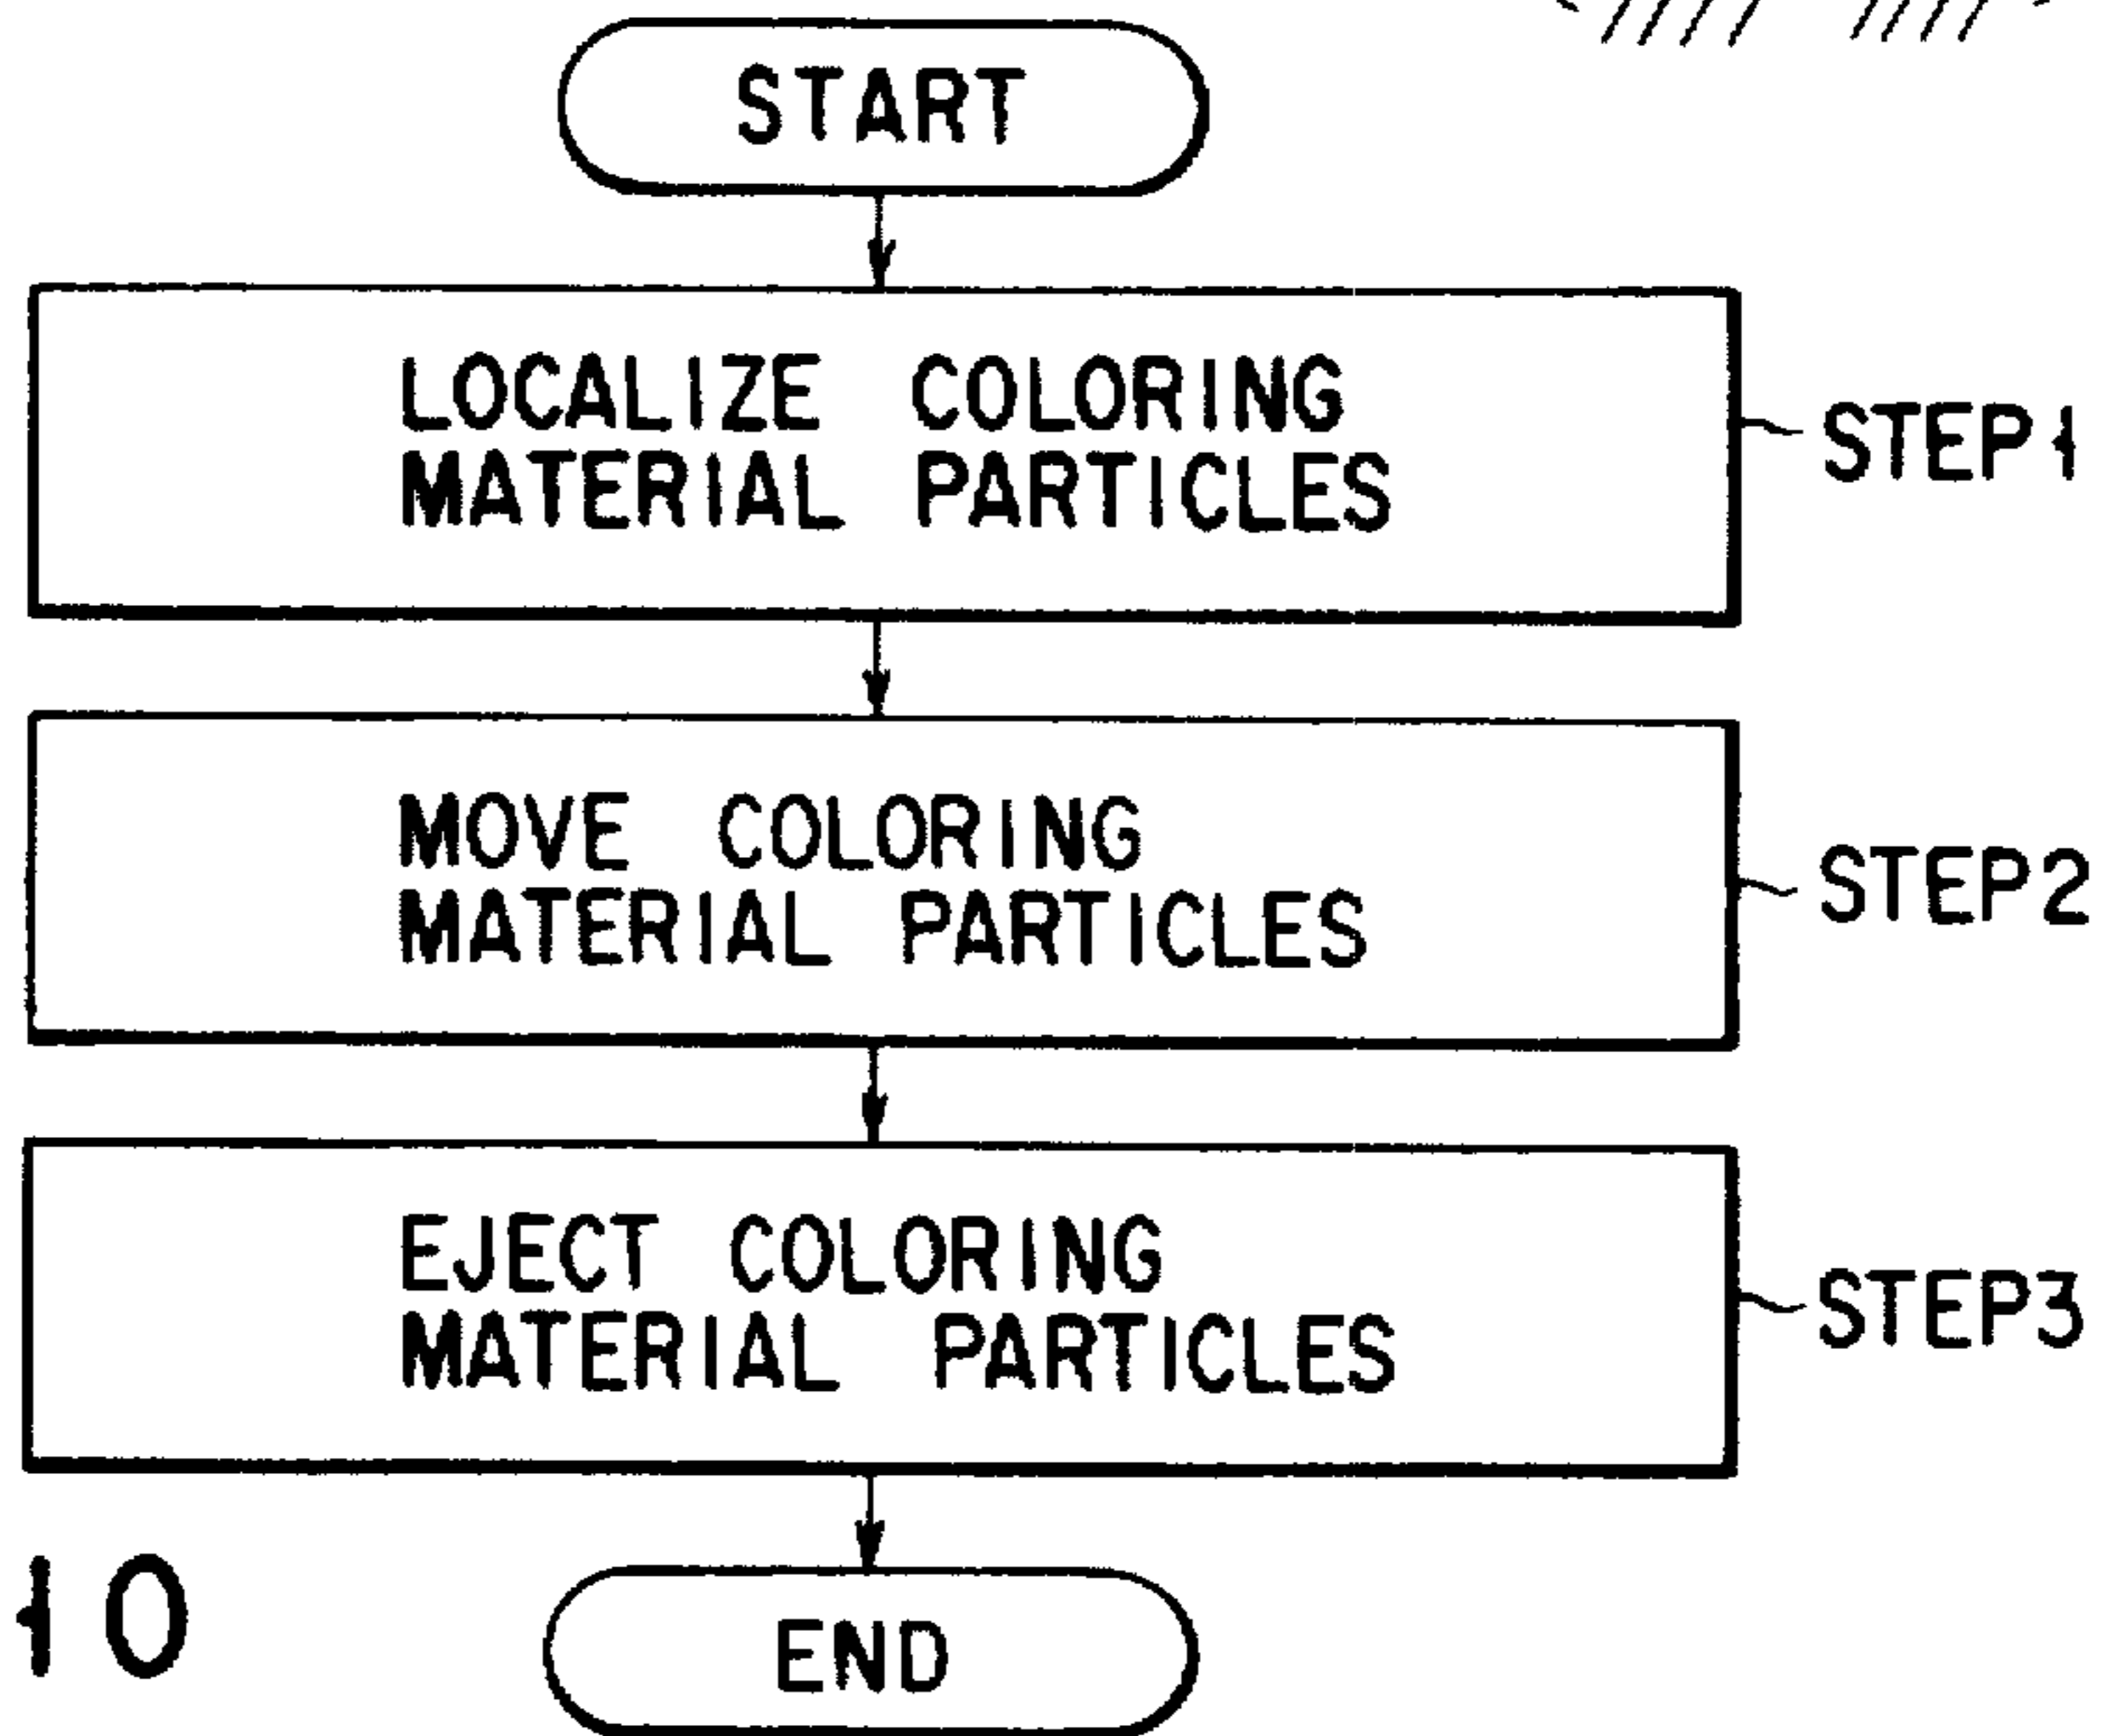 START
LOCALIZE COLORING
MATERIAL PARTICLES
STEP1
MOVE COLORING
MATERIAL PARTICLES
STEP2
EJECT COLORING
MATERIAL PARTICLES
STEP3
10
END